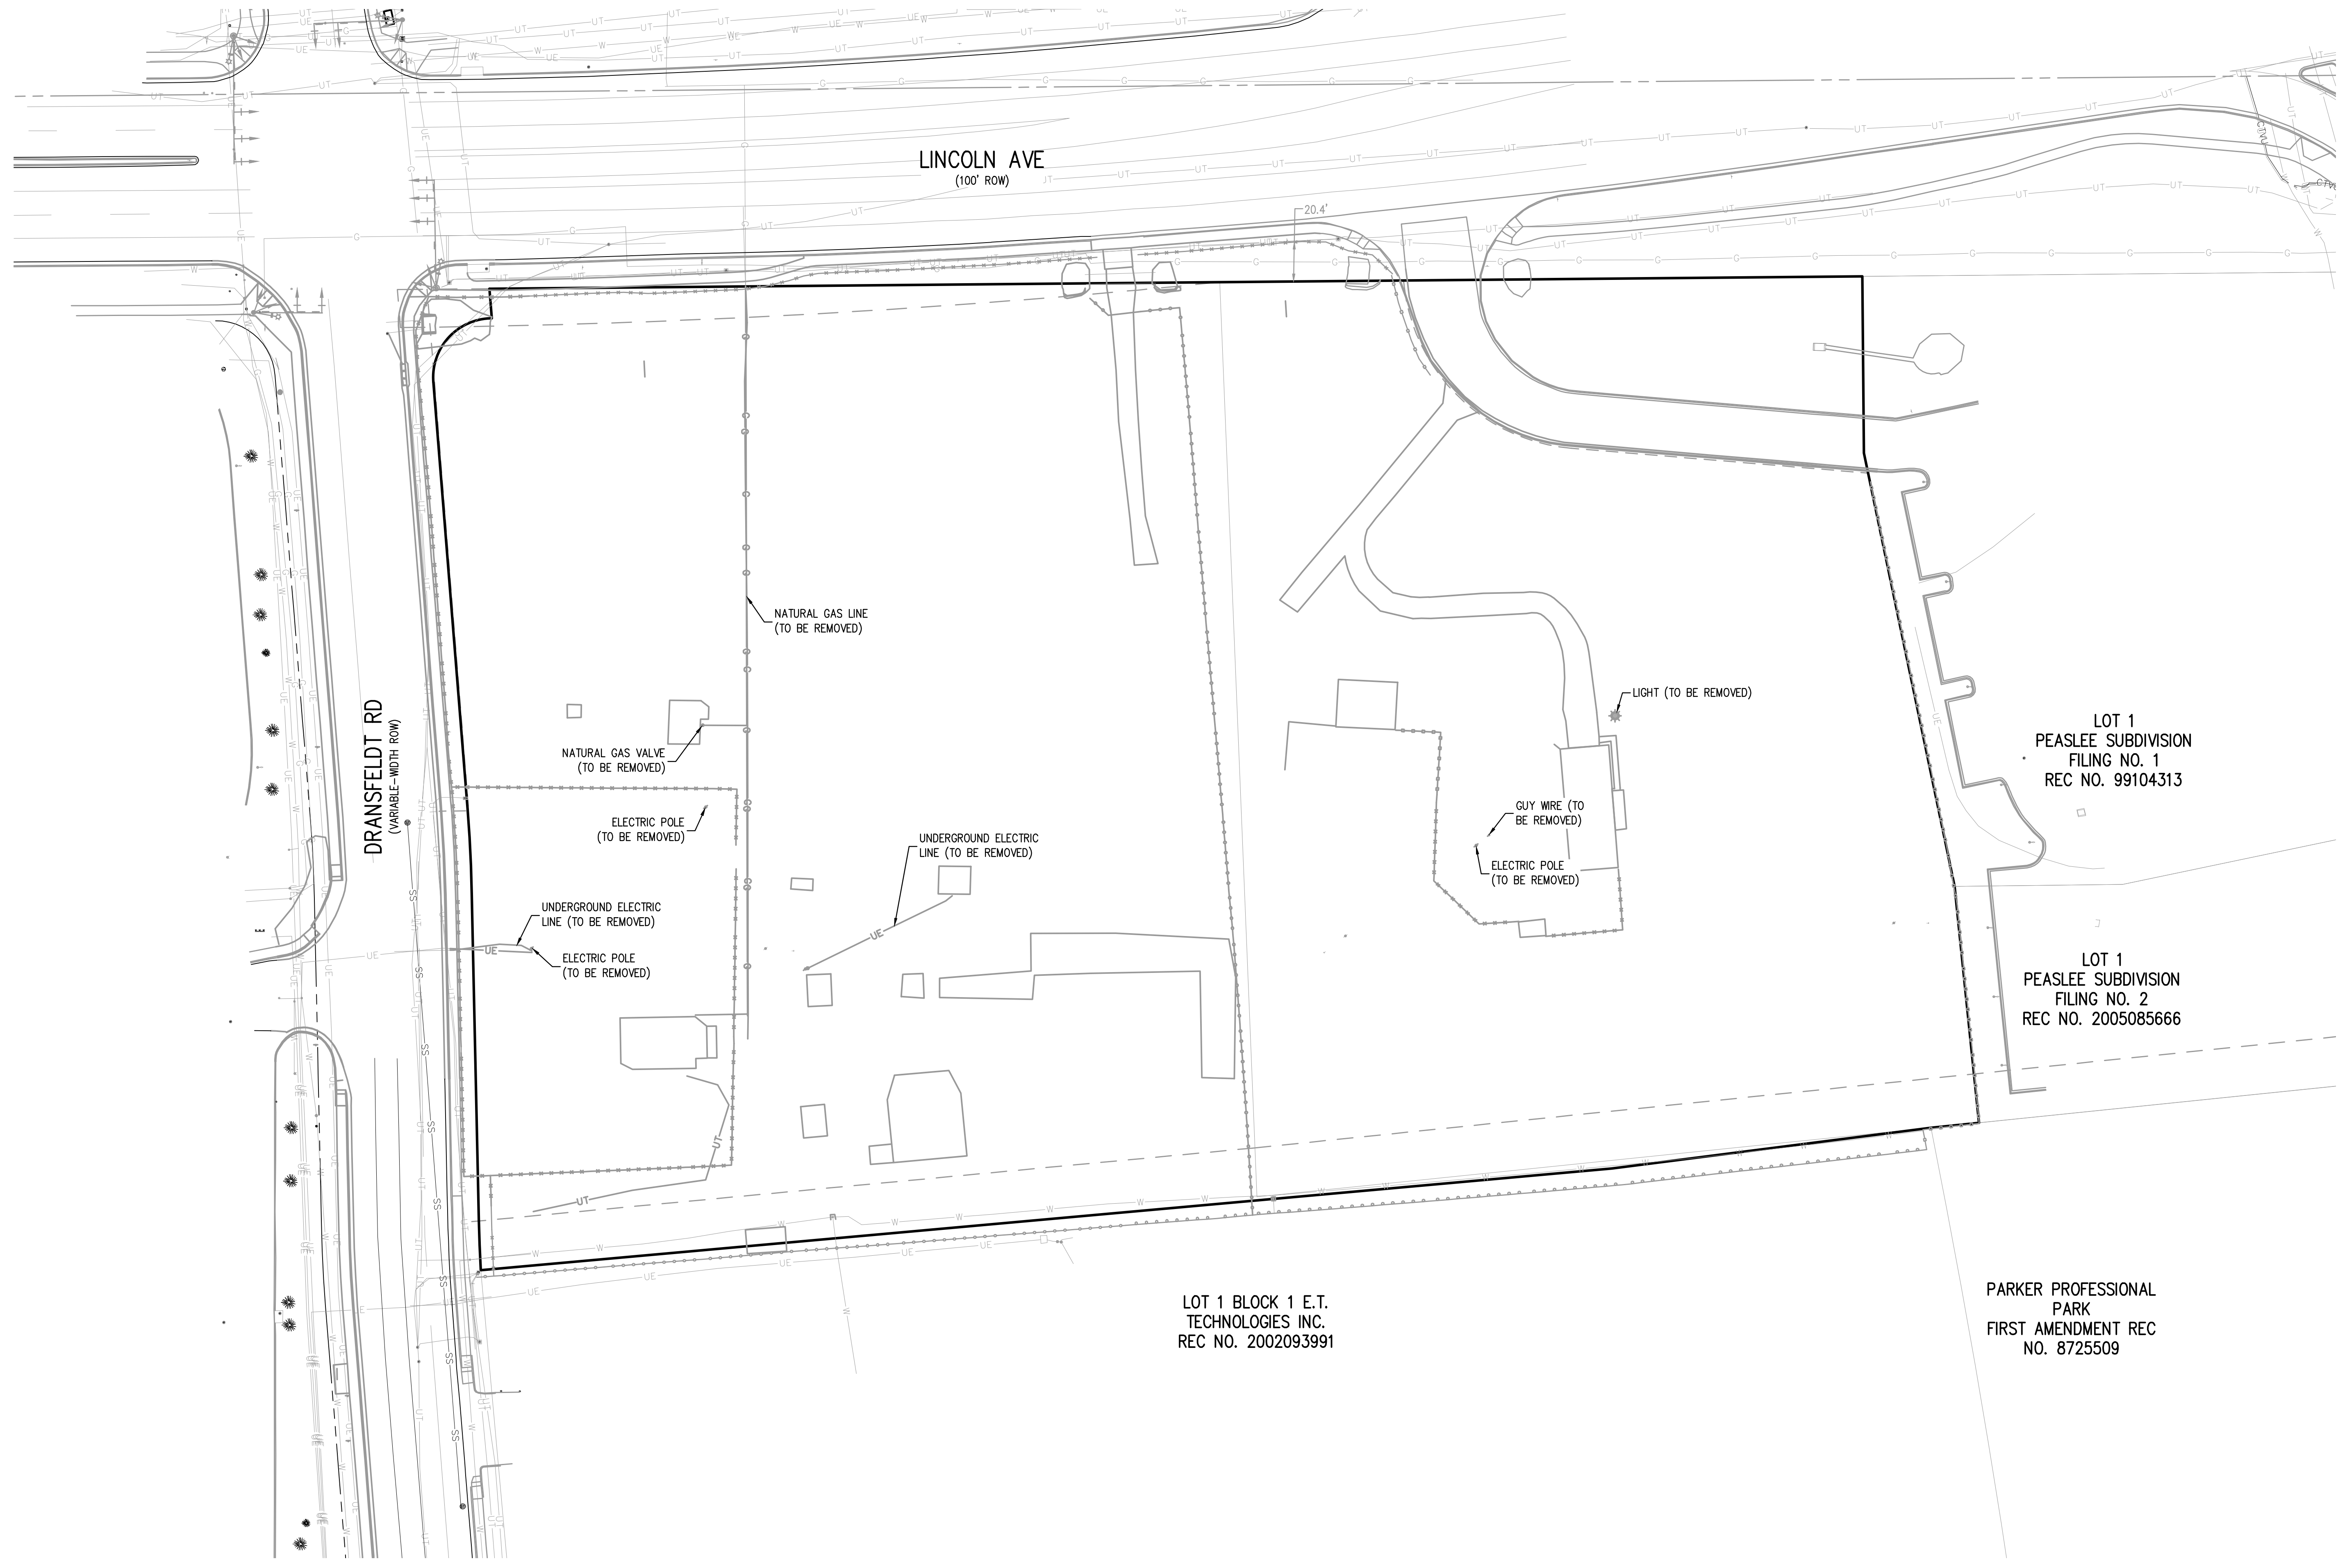 LINCOLN AVE
(100' ROW)
20.4'
NATURAL GAS LINE
(TO BE REMOVED)
LIGHT (TO BE REMOVED)
DRANSFELDT RD
(VARIABLE-WIDTH ROW)
NATURAL GAS VALVE
(TO BE REMOVED)
LOT 1
PEASLEE SUBDIVISION
FILING NO. 1
REC NO. 99104313
ELECTRIC POLE
(TO BE REMOVED)
GUY WIRE (TO
BE REMOVED)
UNDERGROUND ELECTRIC
LINE (TO BE REMOVED)
ELECTRIC POLE
(TO BE REMOVED)
UNDERGROUND ELECTRIC
LINE (TO BE REMOVED)
UE
UE
ELECTRIC POLE
(TO BE REMOVED)
LOT 1
PEASLEE SUBDIVISION
FILING NO. 2
REC NO. 2005085666
UT
UT
LOT 1 BLOCK 1 E.T.
TECHNOLOGIES INC.
REC NO. 2002093991
PARKER PROFESSIONAL
PARK
FIRST AMENDMENT REC
NO. 8725509